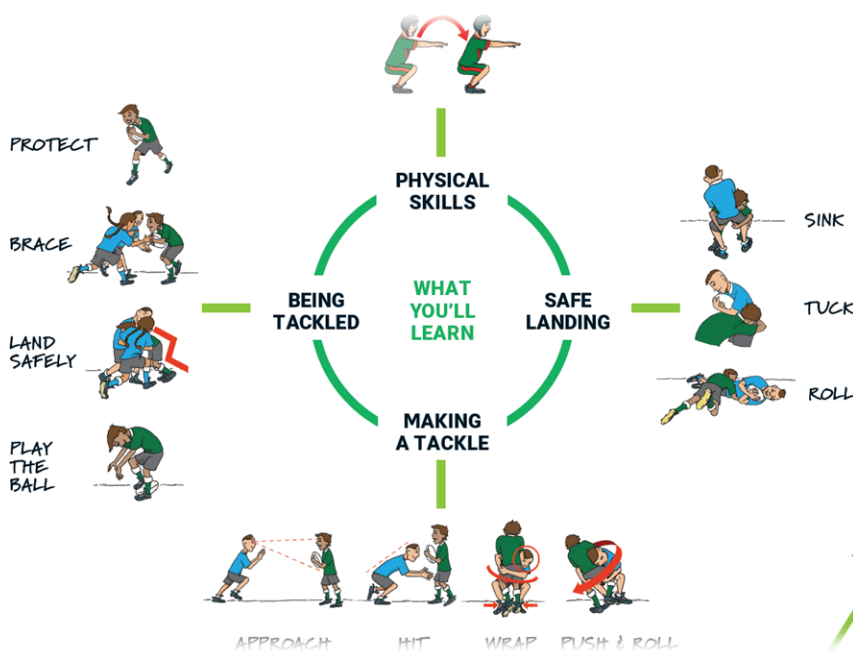 PHYSICAL
SKILLS
PROTECT
BRACE
LAND
SAFELY
PLAY
THE
BALL
BEING
TACKLED
WHAT
YOU'LL
LEARN
SAFE
LANDING
SINK
TUCK
ROLL
MAKING
A TACKLE
APPROACH
HIT
WRAP
PUSH & ROLL